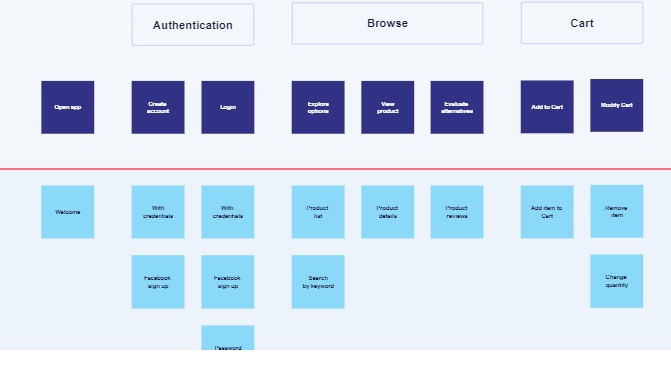 Authentication
Browse
Cart
Open app
Create
account
Login
Explore
options
View
product
Evaluate
alternatives
Add to Cart
Modify Cart
Welcome
With
credentials
With
credentials
Product
list
Product
details
Product
reviews
Add item to
Cart
Remove
item
Facebook
sign up
Facebook
sign up
Search
by keyword
Change
quantity
Password